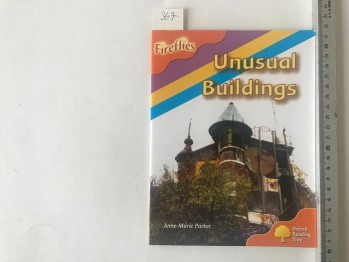 367-
Fireflies
Unusual
Buildings
Anne-Marie Parker
Oxford
Reading
Tree